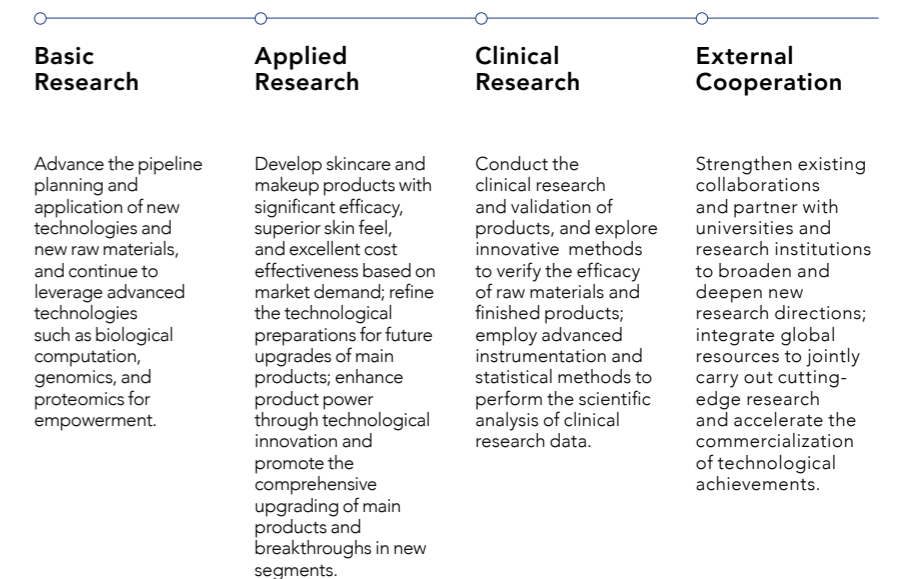 Basic
Research
Advance the pipeline
planning and
application of new
technologies and
new raw materials,
and continue to
leverage advanced
technologies
such as biological
computation,
genomics, and
proteomics for
empowerment.
Applied
Research
Develop skincare and
makeup products with
significant efficacy,
superior skin feel,
and excellent cost
effectiveness based on
market demand; refine
the technological
preparations for future
upgrades of main
products; enhance
product power
through technological
innovation and
promote the
comprehensive
upgrading of main
products and
breakthroughs in new
segments.
Clinical
Research
Conduct the
clinical research
and validation of
products, and explore
innovative methods
to verify the efficacy
of raw materials and
finished products;
employ advanced
instrumentation and
statistical methods to
perform the scientific
analysis of clinical
research data.
External
Cooperation
Strengthen existing
collaborations
and partner with
universities and
research institutions
to broaden and
deepen new
research directions;
integrate global
resources to jointly
carry out cutting-
edge research
and accelerate the
commercialization
of technological
achievements.